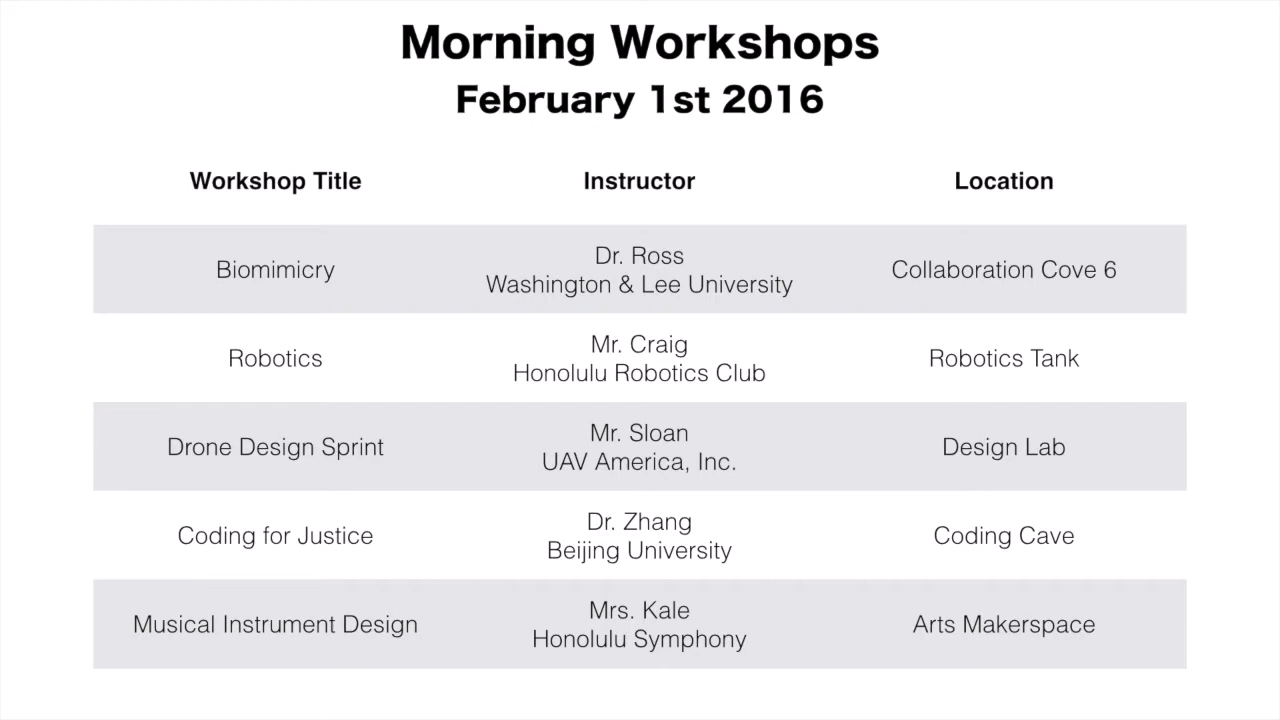 Morning Workshops
February 1st 2016
Workshop Title Instructor Location
Biomimicry
Dr. Ross
Washington & Lee University
Collaboration Cove 6
Robotics
Mr. Craig
Honolulu Robotics Club
Robotics Tank
Drone Design Sprint
Mr. Sloan
UAV America, Inc.
Design Lab
Coding for Justice
Dr. Zhang
Beijing University
Coding Cave
Musical Instrument Design
Mrs. Kale
Honolulu Symphony
Arts Makerspace